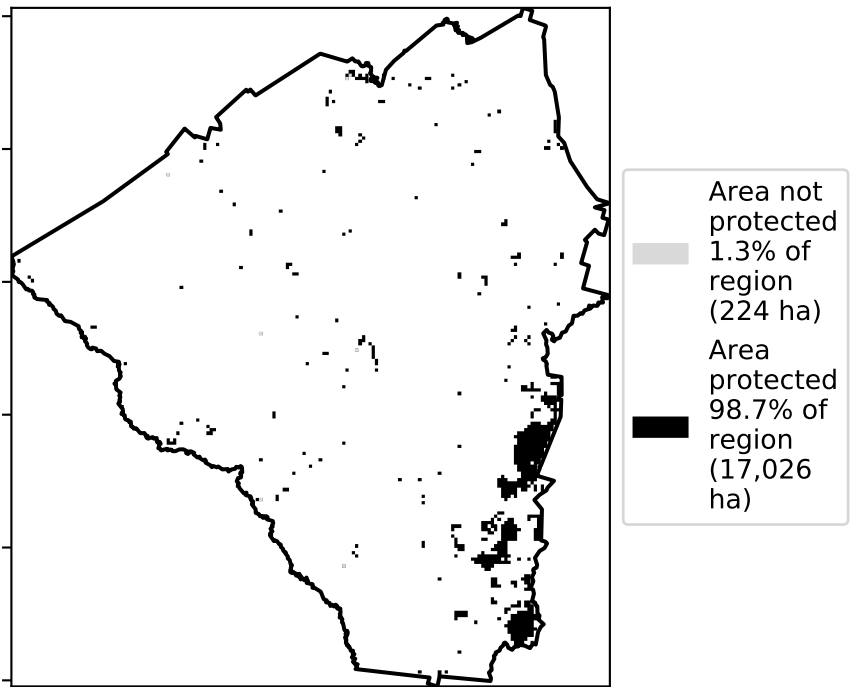 Area not
protected
1.3% of
region
(224 ha)
Area
protected
98.7% of
region
(17,026
ha)